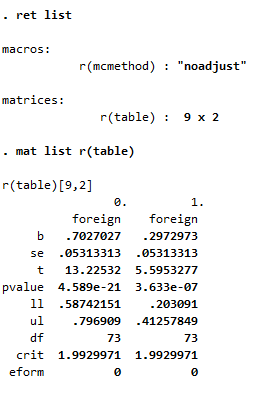 . ret list
macros:
r(mcmethod) : "noadjust"
matrices:
r(table) : 9 x 2
. mat list r(table)
r(table)[9,2]
0. 1.
foreign foreign
b .7027027 .2972973
se .05313313 .05313313
t 13.22532 5.5953277
pvalue 4.589e-21 3.633e-07
ll .58742151 .203091
ul .796909 .41257849
df 73 73
crit 1.9929971 1.9929971
eform 0 0